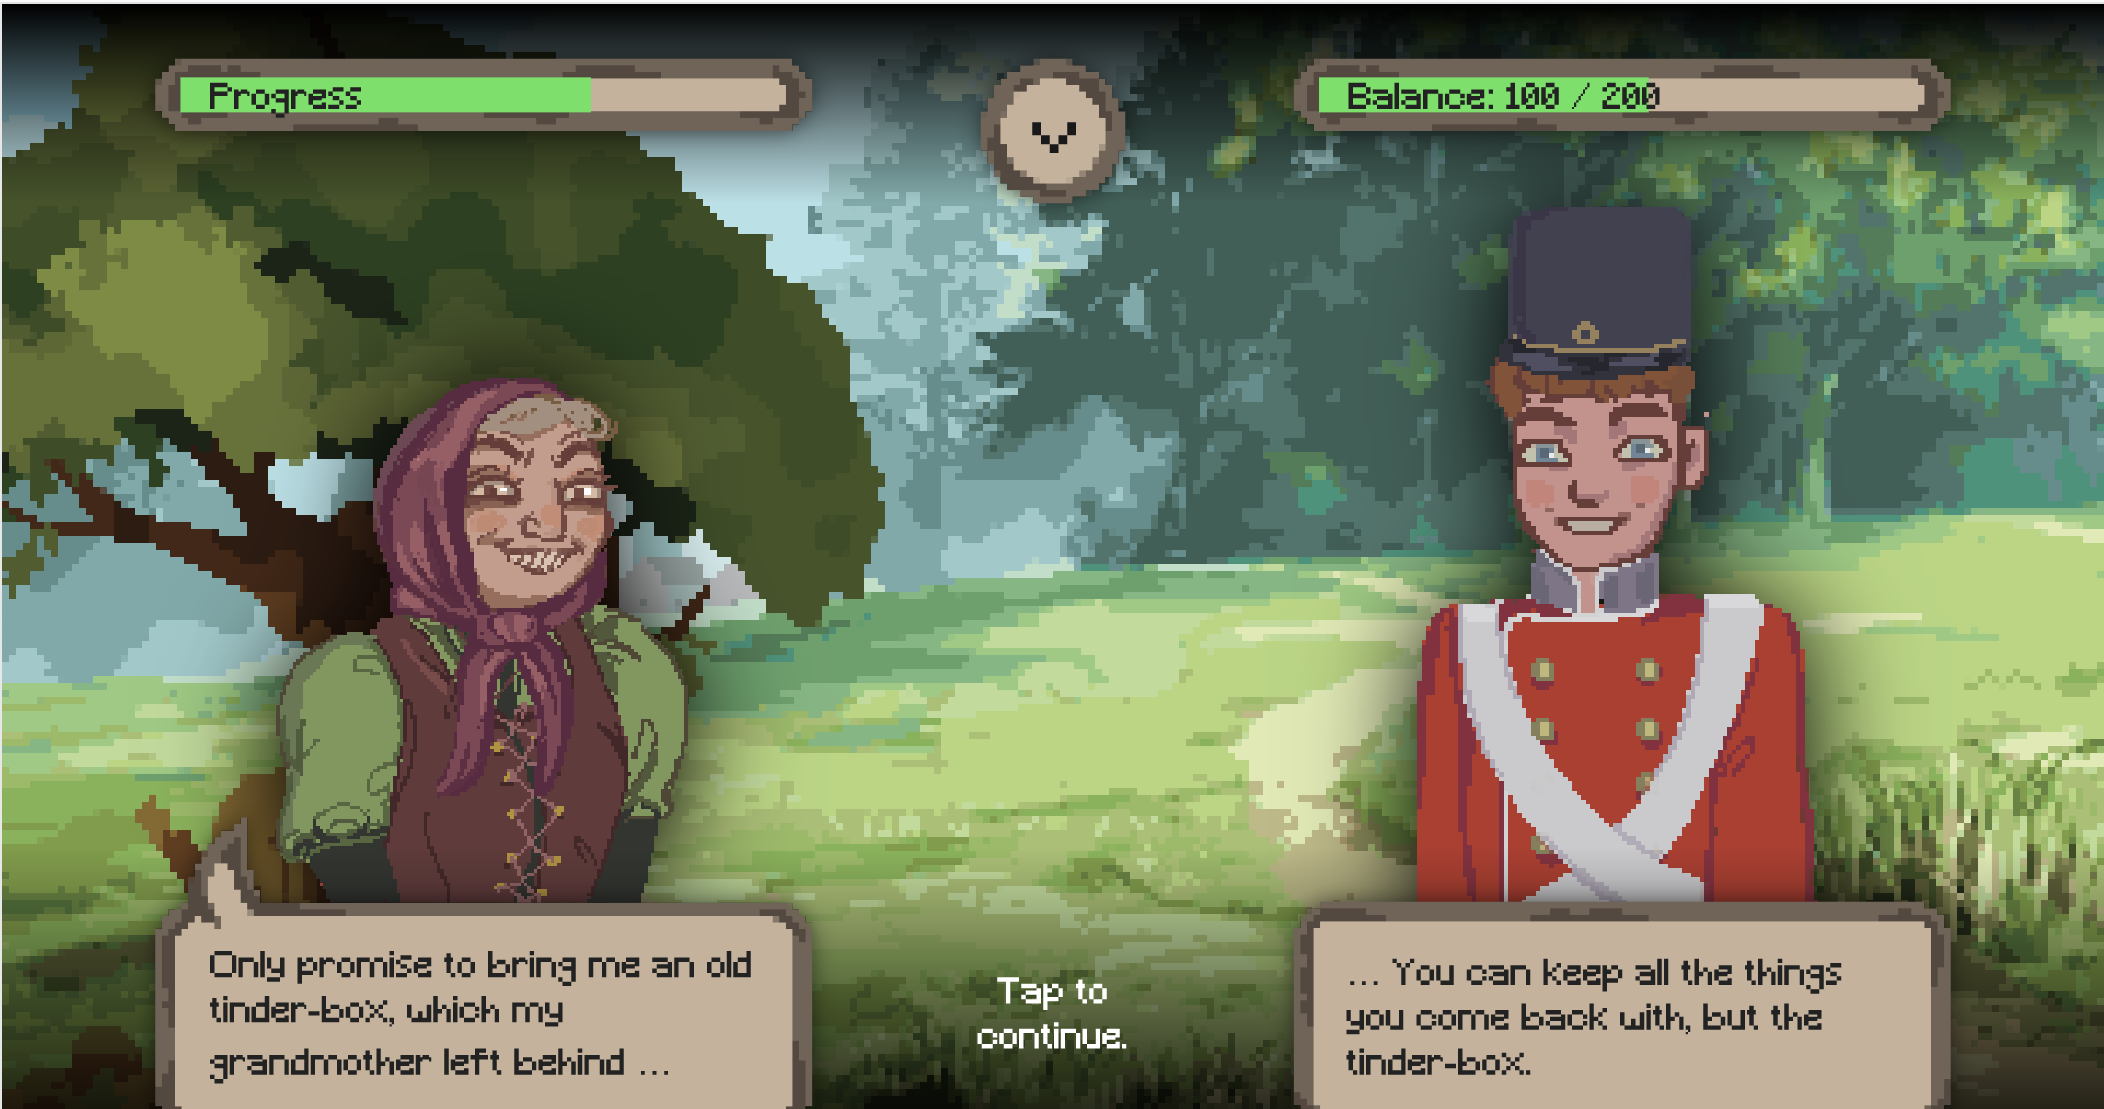 Progress
Balance: 100 / 200
Only promise to bring me an old
tinder-box, which my
grandmother left behind ...
Tap to
continue.
... You can keep all the things
you come back with, but the
tinder-box.